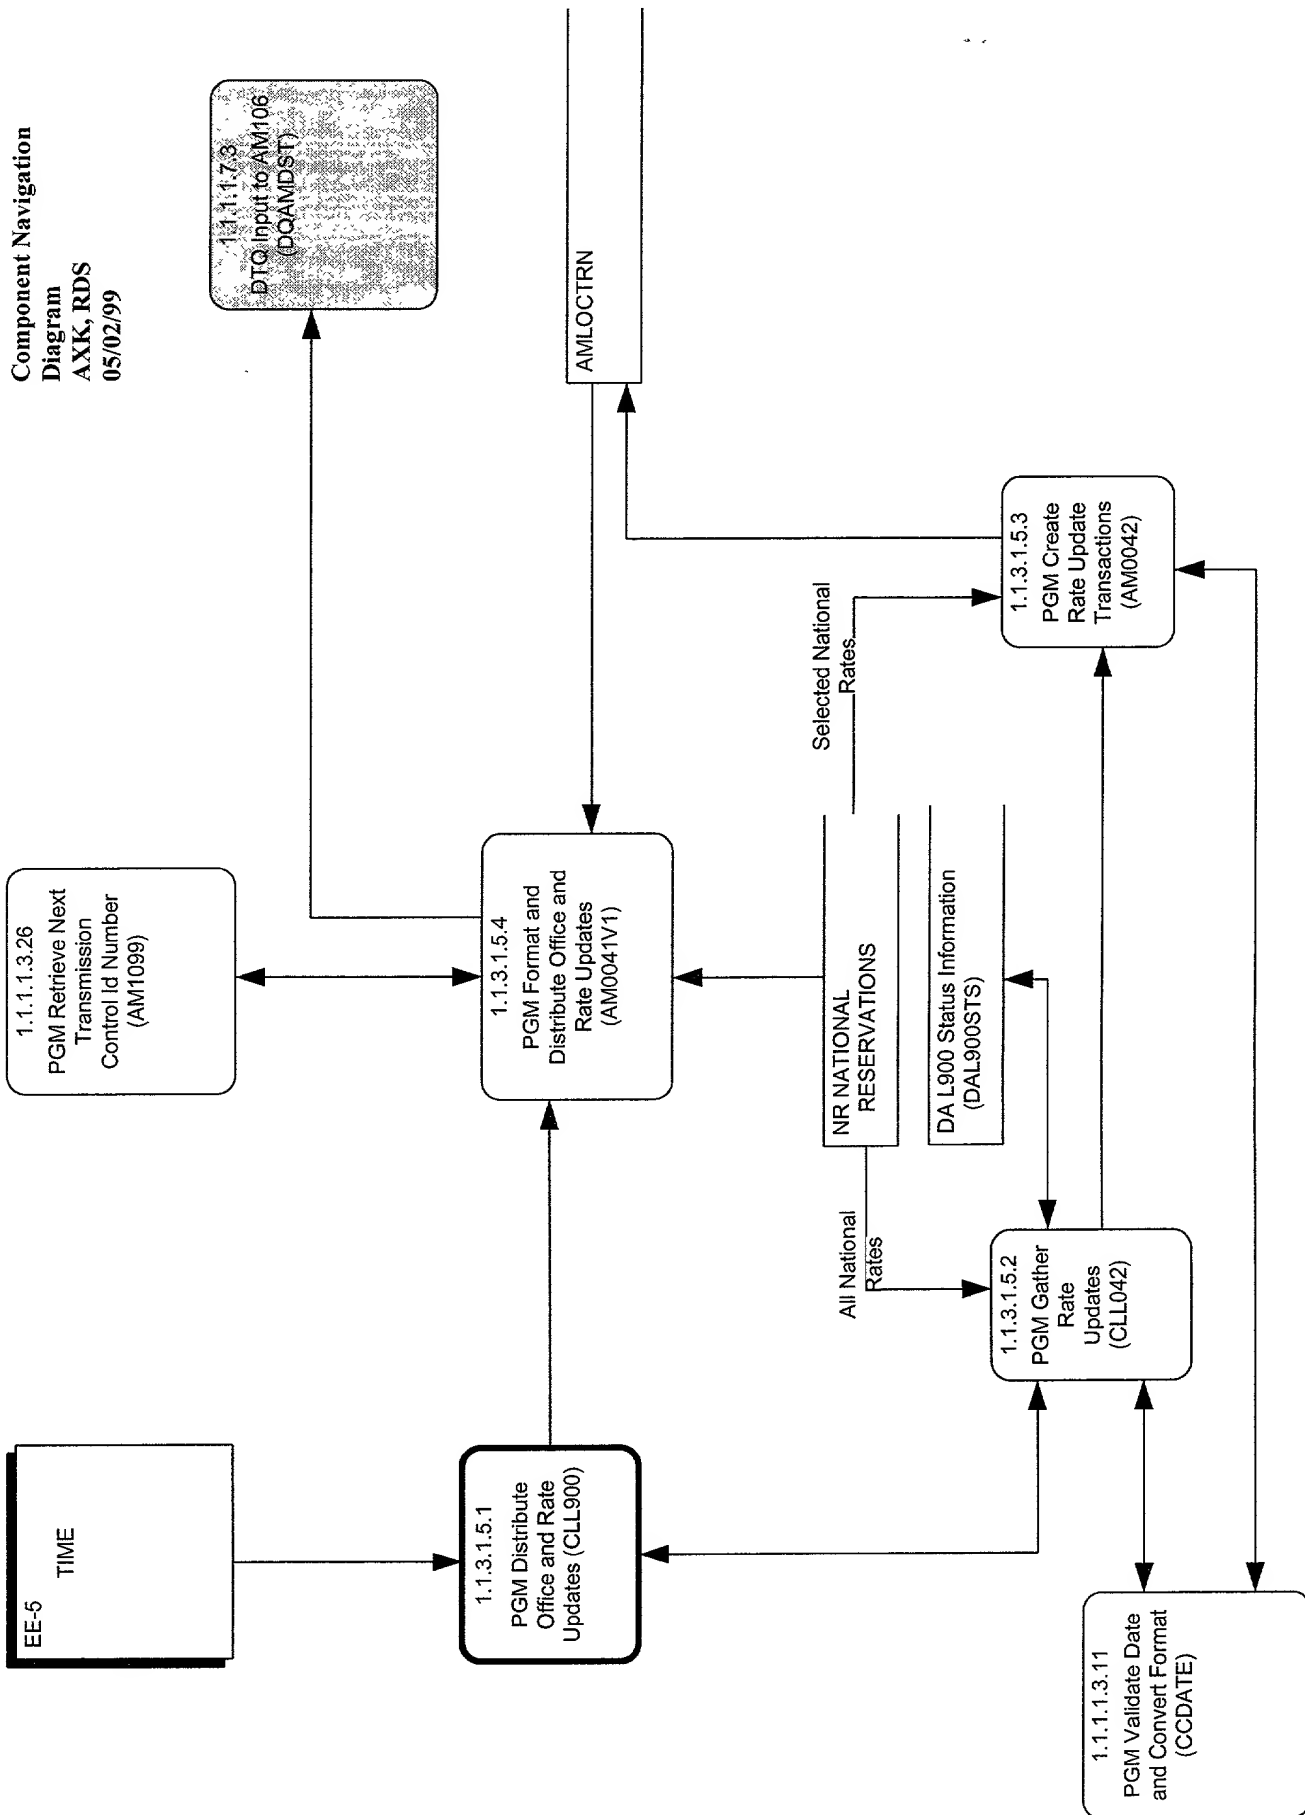 Component Navigation
Diagram
AXK, RDS
05/02/99
EE-5
TIME
1.1.1.1.3.26
PGM Retrieve Next
Transmission
Control Id Number
(AM1099)
1.1.1.1.7.3
DTQ Input to AM106
(DQAMDST)
1.1.3.1.5.1
PGM Distribute
Office and Rate
Updates (CLL900)
1.1.3.1.5.4
PGM Format and
Distribute Office and
Rate Updates
(AM0041V1)
AMLOCTRN
All National
Rates
NR NATIONAL
RESERVATIONS
Selected National
Rates
DA L900 Status Information
(DAL900STS)
1.1.3.1.5.2
PGM Gather
Rate
Updates
(CLL042)
1.1.3.1.5.3
PGM Create
Rate Update
Transactions
(AM0042)
1.1.1.1.3.11
PGM Validate Date
and Convert Format
(CCDATE)